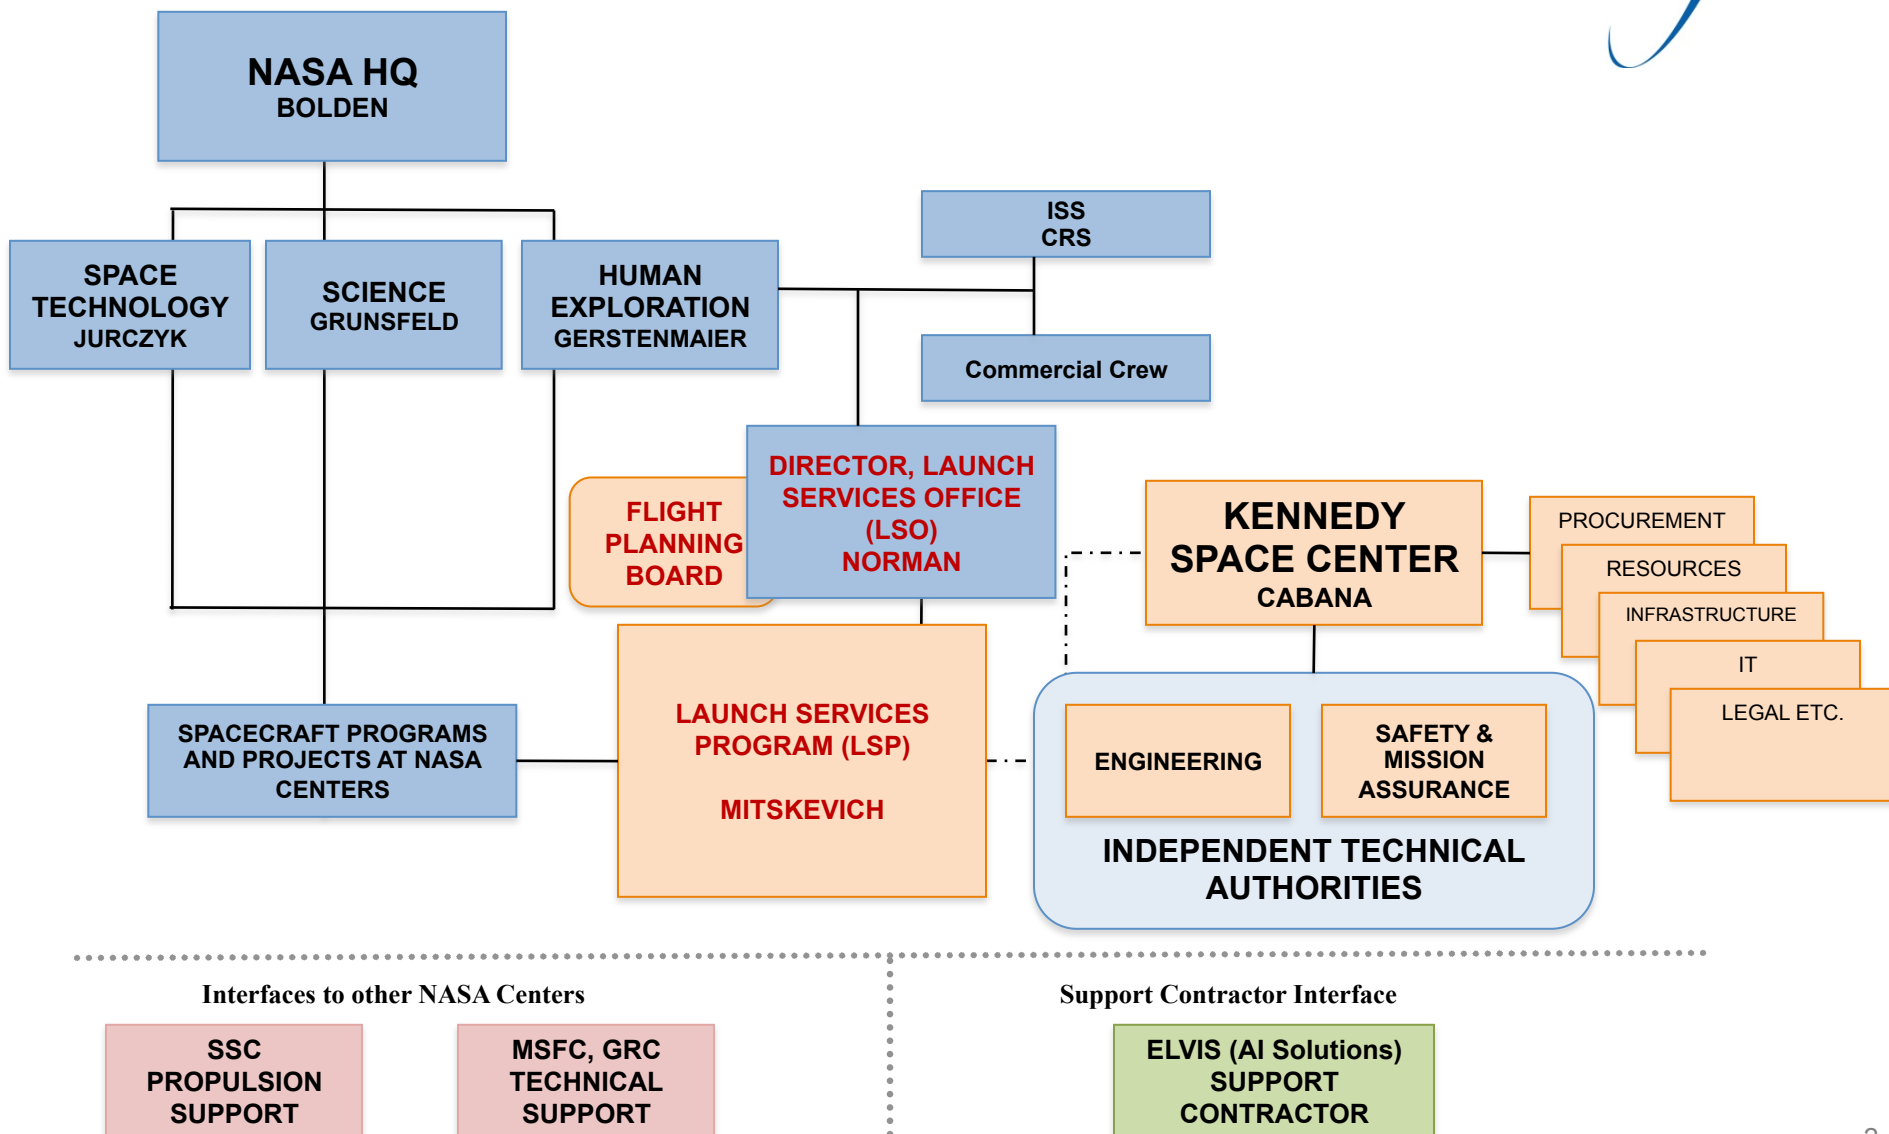 NASA HQ
BOLDEN
SPACE
TECHNOLOGY
JURCZYK
SCIENCE
GRUNSFELD
HUMAN
EXPLORATION
GERSTENMAIER
ISS
CRS
Commercial Crew
FLIGHT
PLANNING
BOARD
DIRECTOR, LAUNCH
SERVICES OFFICE
(LSO)
NORMAN
KENNEDY
SPACE CENTER
CABANA
PROCUREMENT
RESOURCES
INFRASTRUCTURE
IT
LEGAL ETC.
SPACECRAFT PROGRAMS
AND PROJECTS AT NASA
CENTERS
LAUNCH SERVICES
PROGRAM (LSP)
MITSKEVICH
ENGINEERING
SAFETY &
MISSION
ASSURANCE
INDEPENDENT TECHNICAL
AUTHORITIES
Interfaces to other NASA Centers
SSC
PROPULSION
SUPPORT
MSFC, GRC
TECHNICAL
SUPPORT
Support Contractor Interface
ELVIS (AI Solutions)
SUPPORT
CONTRACTOR